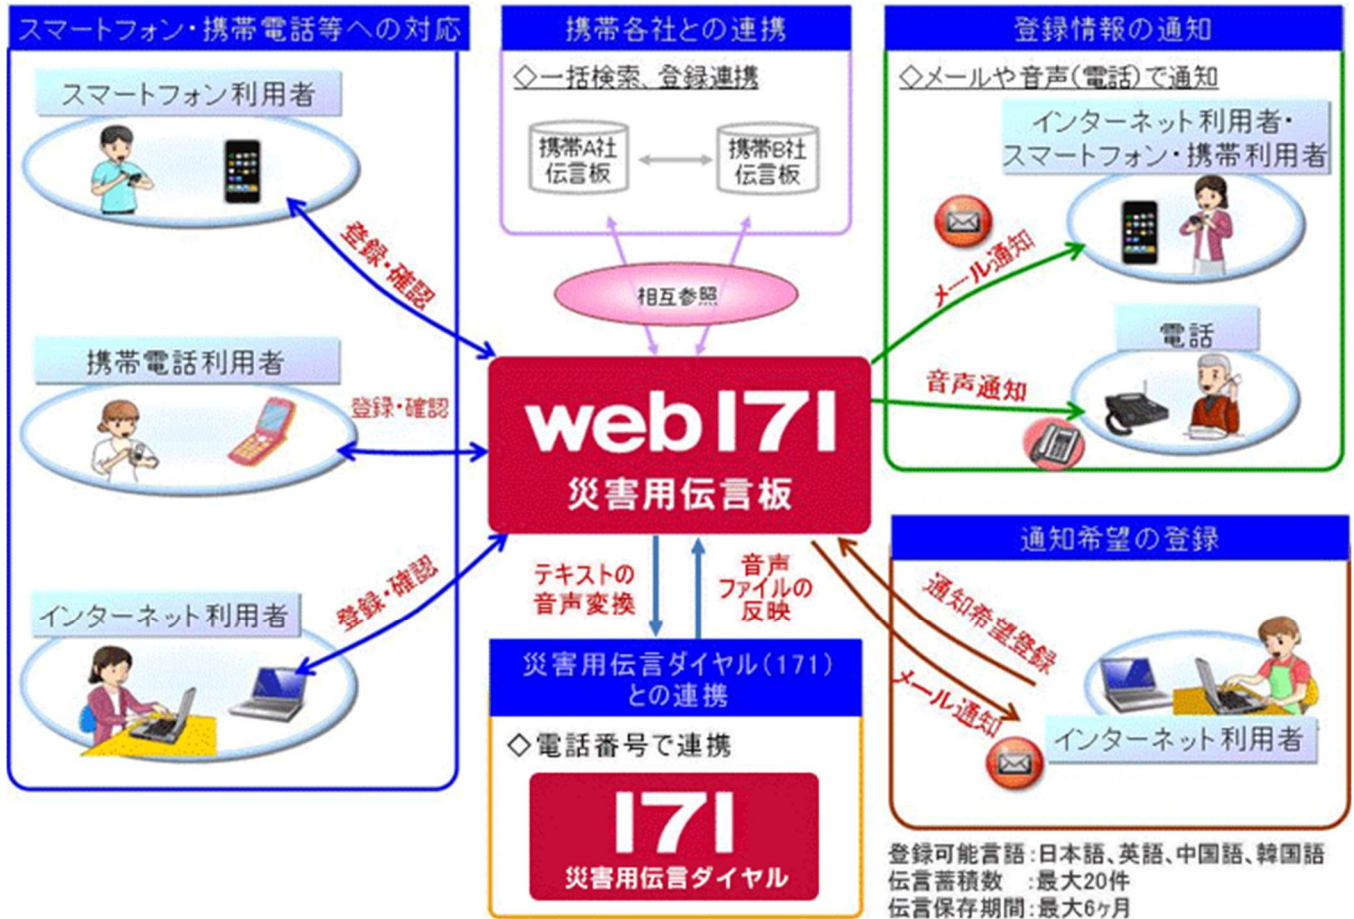 スマートフォン・携帯電話等への対応
スマートフォン利用者
登録・確認
携帯電話利用者
登録・確認
インターネット利用者
登録・確認
携帯各社との連携
◇一括検索、登録連携
携帯A社
伝言板
携帯B社
伝言板
相互参照
web171
災害用伝言板
テキストの
音声変換
音声
ファイルの
反映
災害用伝言ダイヤル(171)
との連携
◇電話番号で連携
171
災害用伝言ダイヤル
登録情報の通知
◇メールや音声(電話)で通知
インターネット利用者・
スマートフォン・携帯利用者
メール通知
電話
音声通知
通知希望の登録
通知希望登録
メール通知
インターネット利用者
登録可能言語:日本語、英語、中国語、韓国語
伝言蓄積数 :最大20件
伝言保存期間:最大6ヶ月